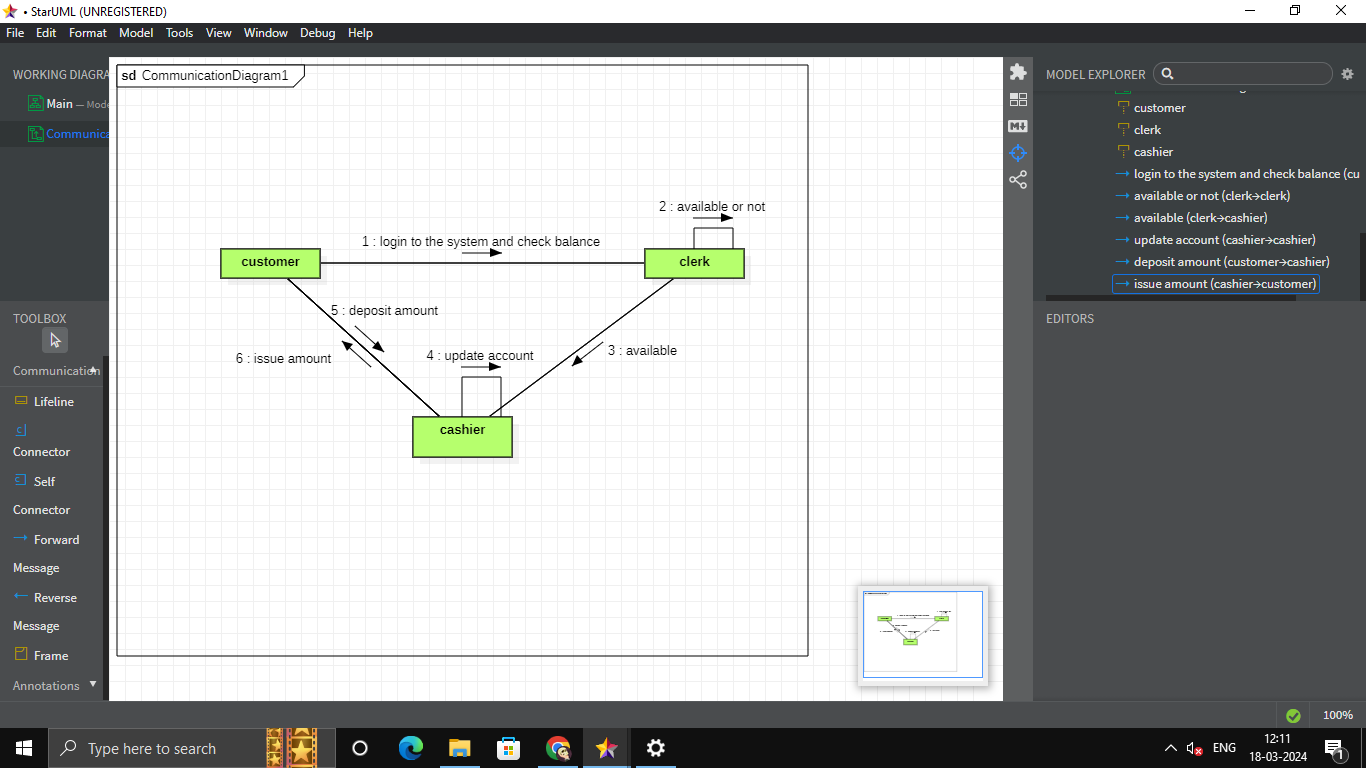 • StarUML (UNREGISTERED)
File Edit Format Model Tools View Window Debug Help
WORKING DIAGRA
Main — Mode
Communica
TOOLBOX
Communication
Lifeline
Connector
Self
Connector
Forward
Message
Reverse
Message
Frame
Annotations
sd CommunicationDiagram1
2 : available or not
1 : login to the system and check balance
customer
clerk
5 : deposit amount
6 : issue amount
4 : update account
3 : available
cashier
MODEL EXPLORER
customer
clerk
cashier
login to the system and check balance (cu
available or not (clerk→clerk)
available (clerk→cashier)
update account (cashier→cashier)
deposit amount (customer→cashier)
issue amount (cashier→customer)
EDITORS
100%
Type here to search
ENG
12:11
18-03-2024
1